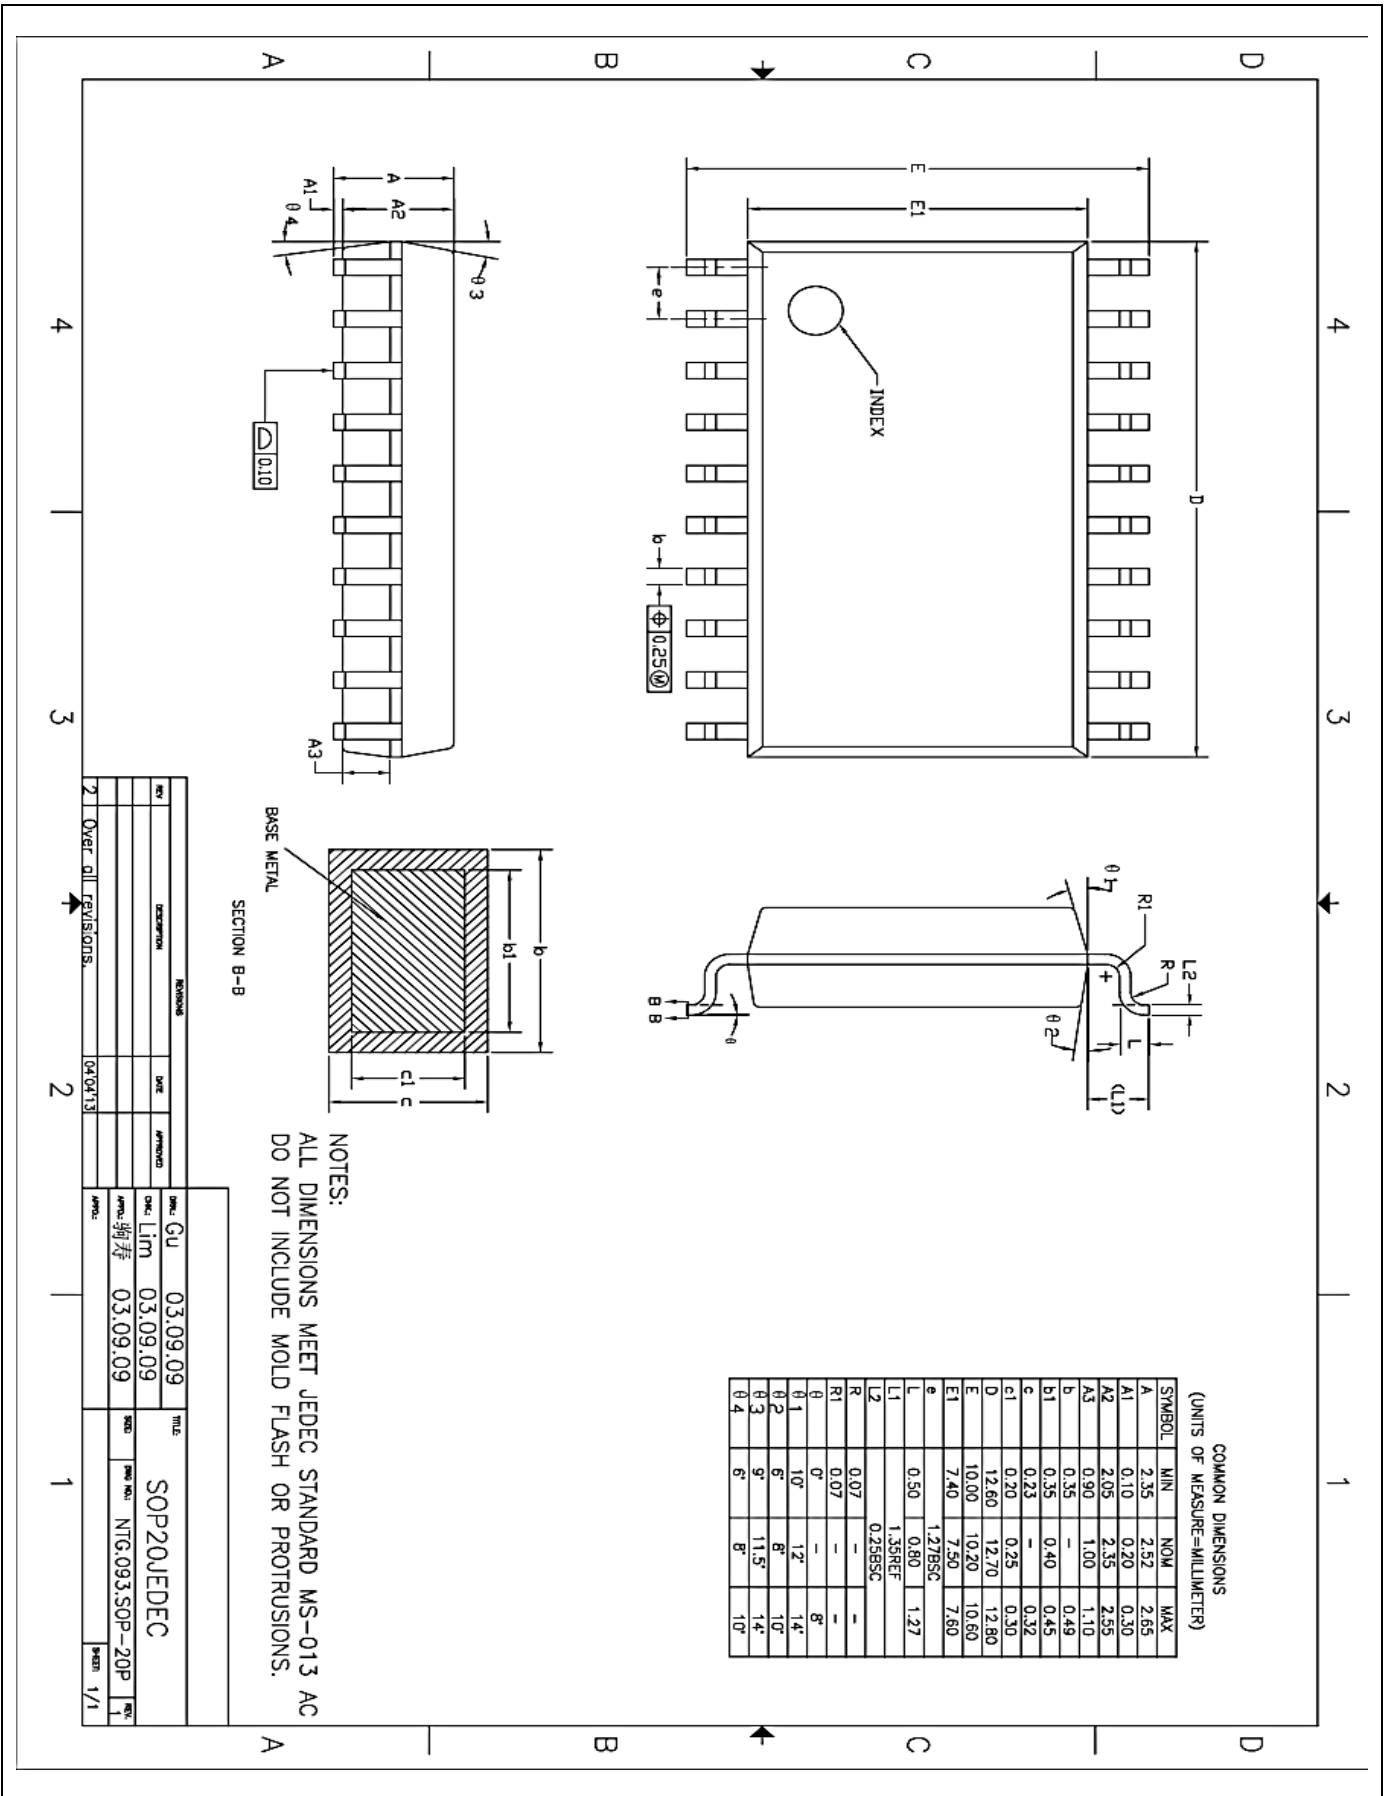 4
3
2
1
D
C
B
A
E
E1
e
INDEX
D
b
⌖ 0.25 Ⓜ
θ1
R1
R
L2
L
(L1)
θ2
θ
B B
COMMON DIMENSIONS
(UNITS OF MEASURE=MILLIMETER)
SYMBOL MIN NOM MAX
A 2.35 2.52 2.65
A1 0.10 0.20 0.30
A2 2.05 2.35 2.55
A3 0.90 1.00 1.10
b 0.35 – 0.49
b1 0.35 0.40 0.45
c 0.23 – 0.32
c1 0.20 0.25 0.30
D 12.60 12.70 12.80
E 10.00 10.20 10.60
E1 7.40 7.50 7.60
e 1.27BSC
L 0.50 0.80 1.27
L1 1.35REF
L2 0.25BSC
R 0.07 – –
R1 0.07 – –
θ 0° – 8°
θ1 10° 12° 14°
θ2 6° 8° 10°
θ3 9° 11.5° 14°
θ4 6° 8° 10°
A
A2
A1
θ4
θ3
⌓ 0.10
A3
b
b1
c1
c
BASE METAL
SECTION B-B
NOTES:
ALL DIMENSIONS MEET JEDEC STANDARD MS-013 AC
DO NOT INCLUDE MOLD FLASH OR PROTRUSIONS.
REVISIONS
REV DESCRIPTION DATE APPROVED
2 Over all revisions. 04'04'13
DWN.: Gu 03.09.09
CHK.: Lim 03.09.09
APPD.: 03.09.09
APPD.:
TITLE:
SOP20JEDEC
SIZE: DWG NO.: NTG.093.SOP-20P REV. 1
SHEET: 1/1
4
3
2
1
D
C
B
A